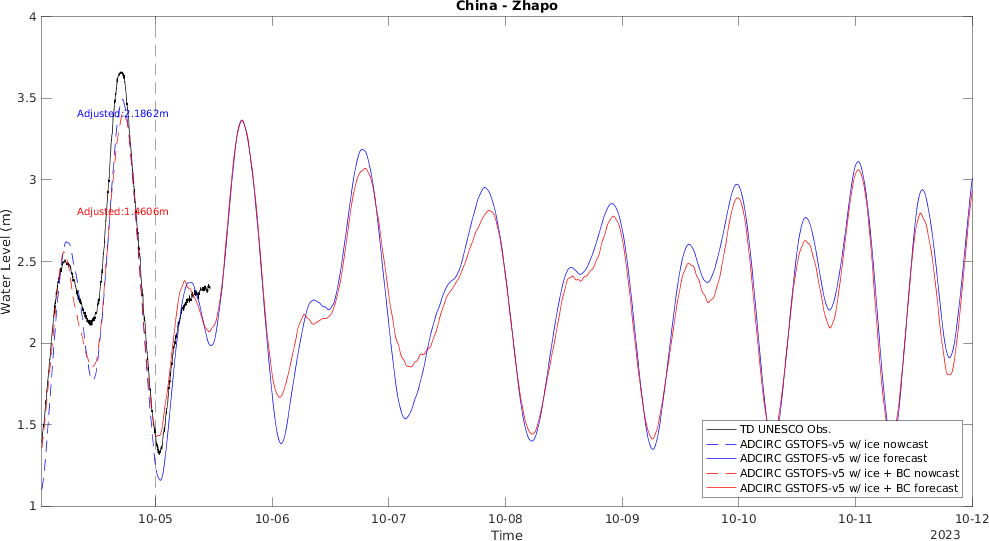 China - Zhapo
4
3.5
3
2.5
2
1.5
1
Water Level (m)
Adjusted:2.1862m
Adjusted:1.4606m
TD UNESCO Obs.
ADCIRC GSTOFS-v5 w/ ice nowcast
ADCIRC GSTOFS-v5 w/ ice forecast
ADCIRC GSTOFS-v5 w/ ice + BC nowcast
ADCIRC GSTOFS-v5 w/ ice + BC forecast
10-05 10-06 10-07 10-08 10-09 10-10 10-11 10-12
Time
2023